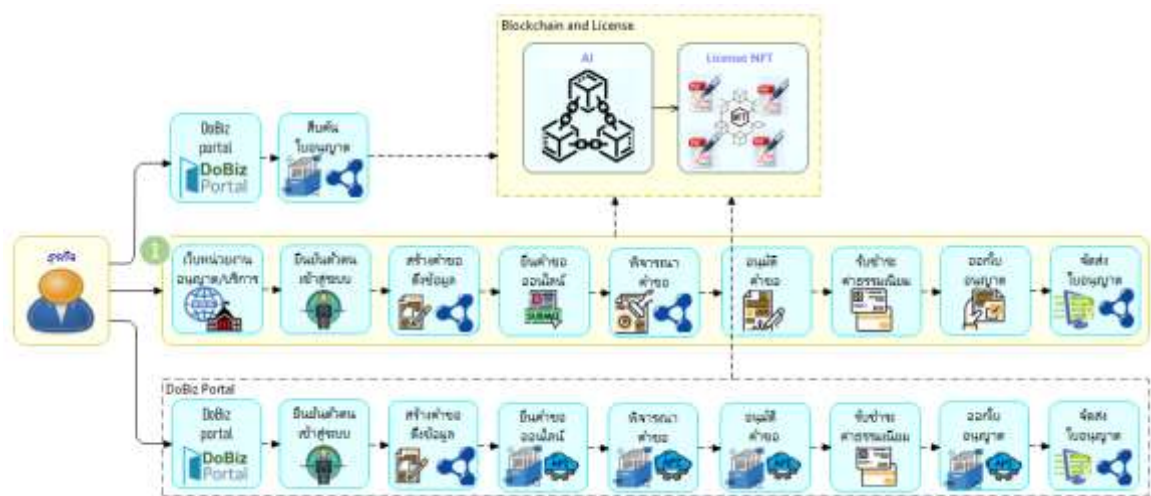 Blockchain and License
AI
License NFT
DoBiz
portal
DoBiz
Portal
สืบค้น
ใบอนุญาต
ธุรกิจ
1
เว็บหน่วยงาน
อนุญาต/บริการ
ยืนยันตัวตน
เข้าสู่ระบบ
สร้างคำขอ
ดึงข้อมูล
ยื่นคำขอ
ออนไลน์
SUBMIT
พิจารณา
คำขอ
อนุมัติ
คำขอ
รับชำระ
ค่าธรรมเนียม
ออกใบ
อนุญาต
จัดส่ง
ใบอนุญาต
DoBiz Portal
DoBiz
portal
DoBiz
Portal
ยืนยันตัวตน
เข้าสู่ระบบ
สร้างคำขอ
ดึงข้อมูล
ยื่นคำขอ
ออนไลน์
พิจารณา
คำขอ
อนุมัติ
คำขอ
รับชำระ
ค่าธรรมเนียม
ออกใบ
อนุญาต
จัดส่ง
ใบอนุญาต